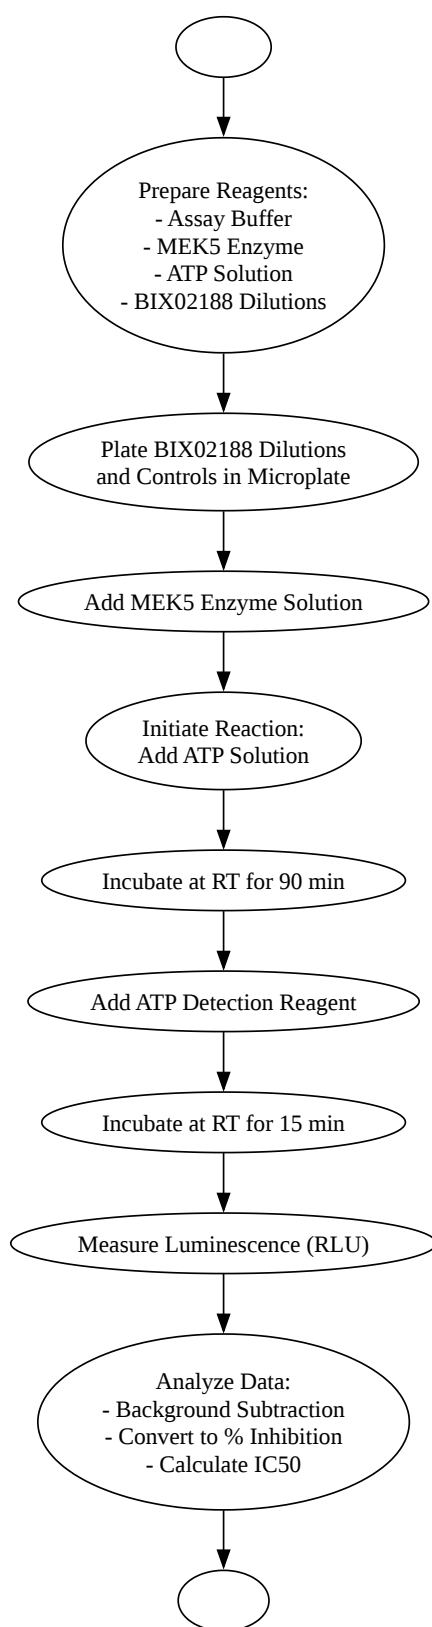 Prepare Reagents:
- Assay Buffer
- MEK5 Enzyme
- ATP Solution
- BIX02188 Dilutions
Plate BIX02188 Dilutions
and Controls in Microplate
Add MEK5 Enzyme Solution
Initiate Reaction:
Add ATP Solution
Incubate at RT for 90 min
Add ATP Detection Reagent
Incubate at RT for 15 min
Measure Luminescence (RLU)
Analyze Data:
- Background Subtraction
- Convert to % Inhibition
- Calculate IC50